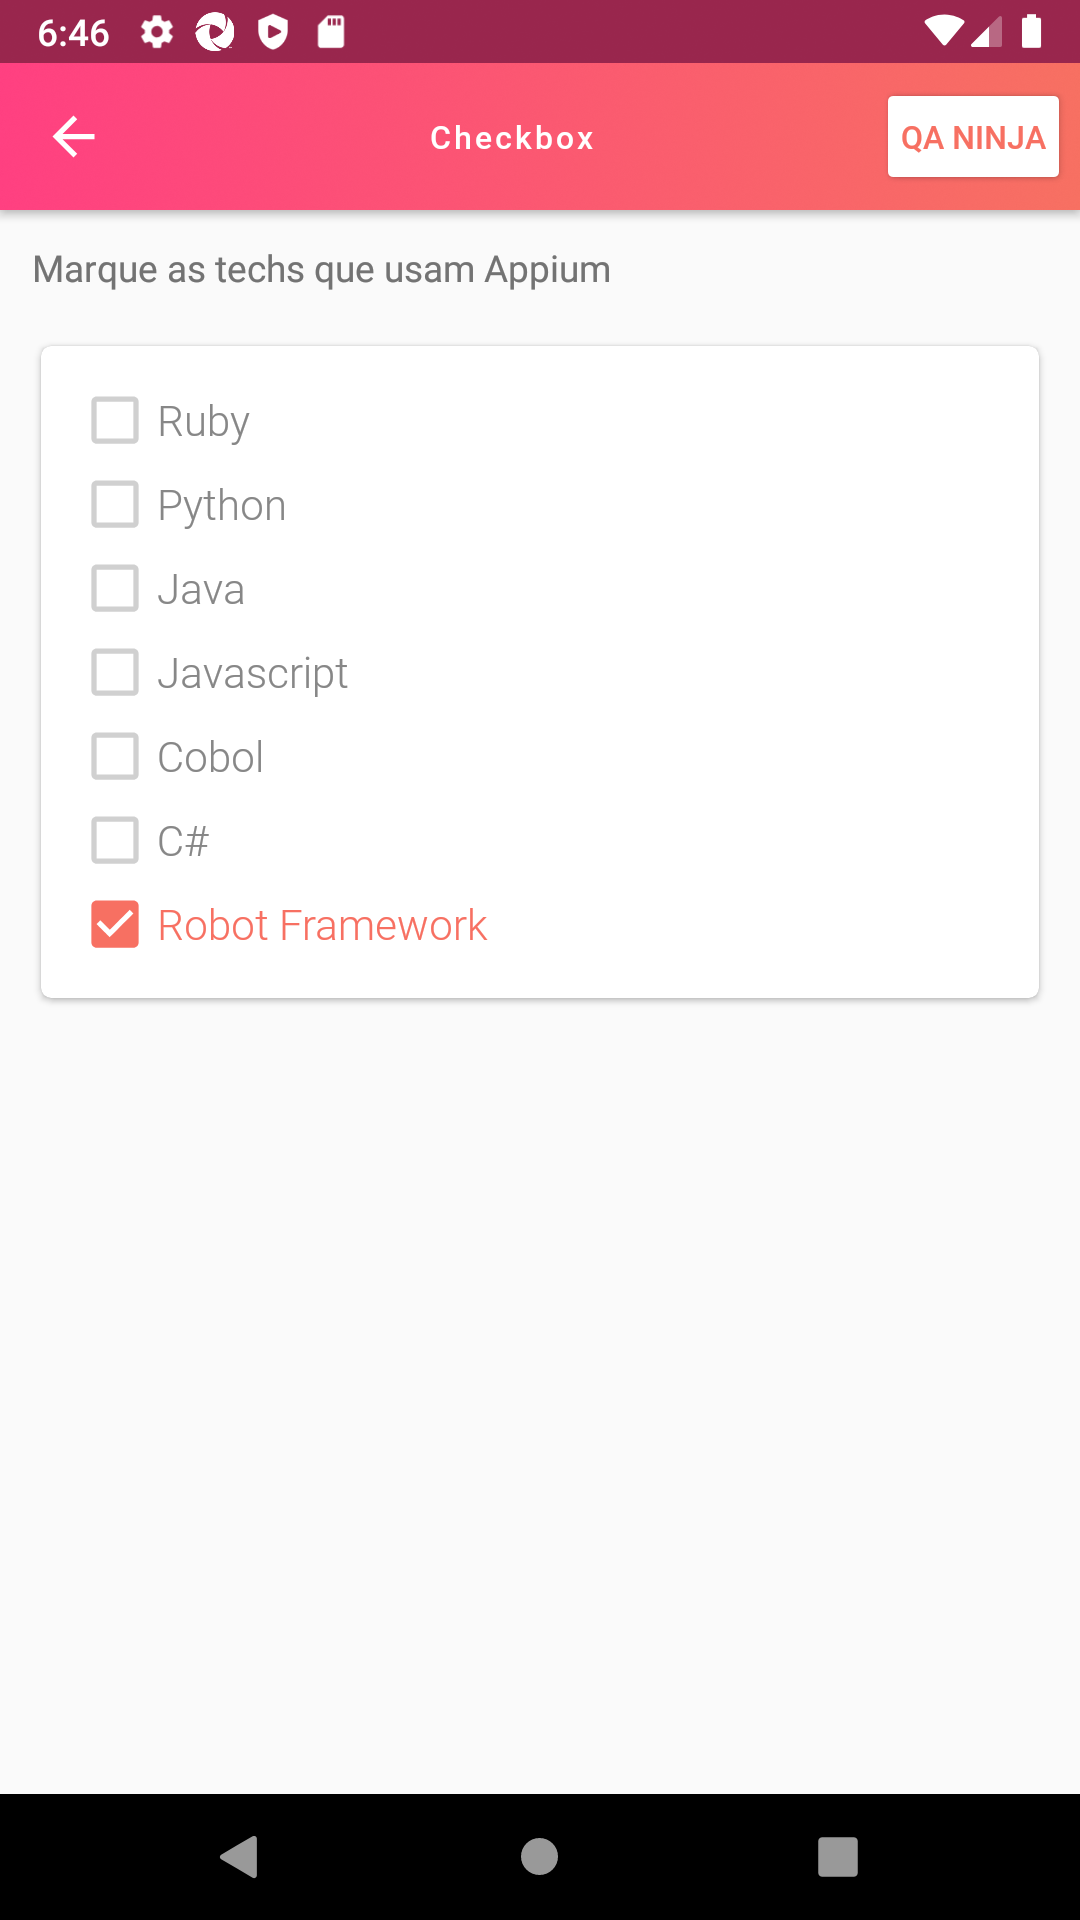 6:46
Checkbox
QA NINJA
Marque as techs que usam Appium
Ruby
Python
Java
Javascript
Cobol
C#
Robot Framework